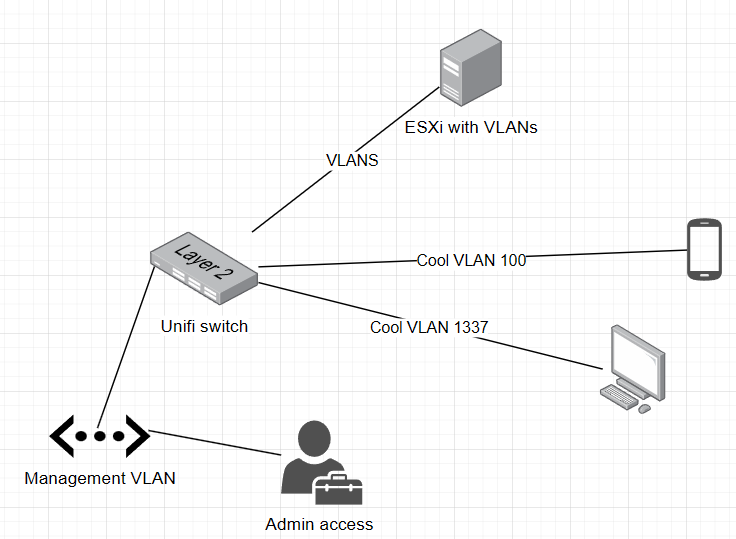 ESXi with VLANs
VLANS
Layer 2
Cool VLAN 100
Unifi switch
Cool VLAN 1337
Management VLAN
Admin access